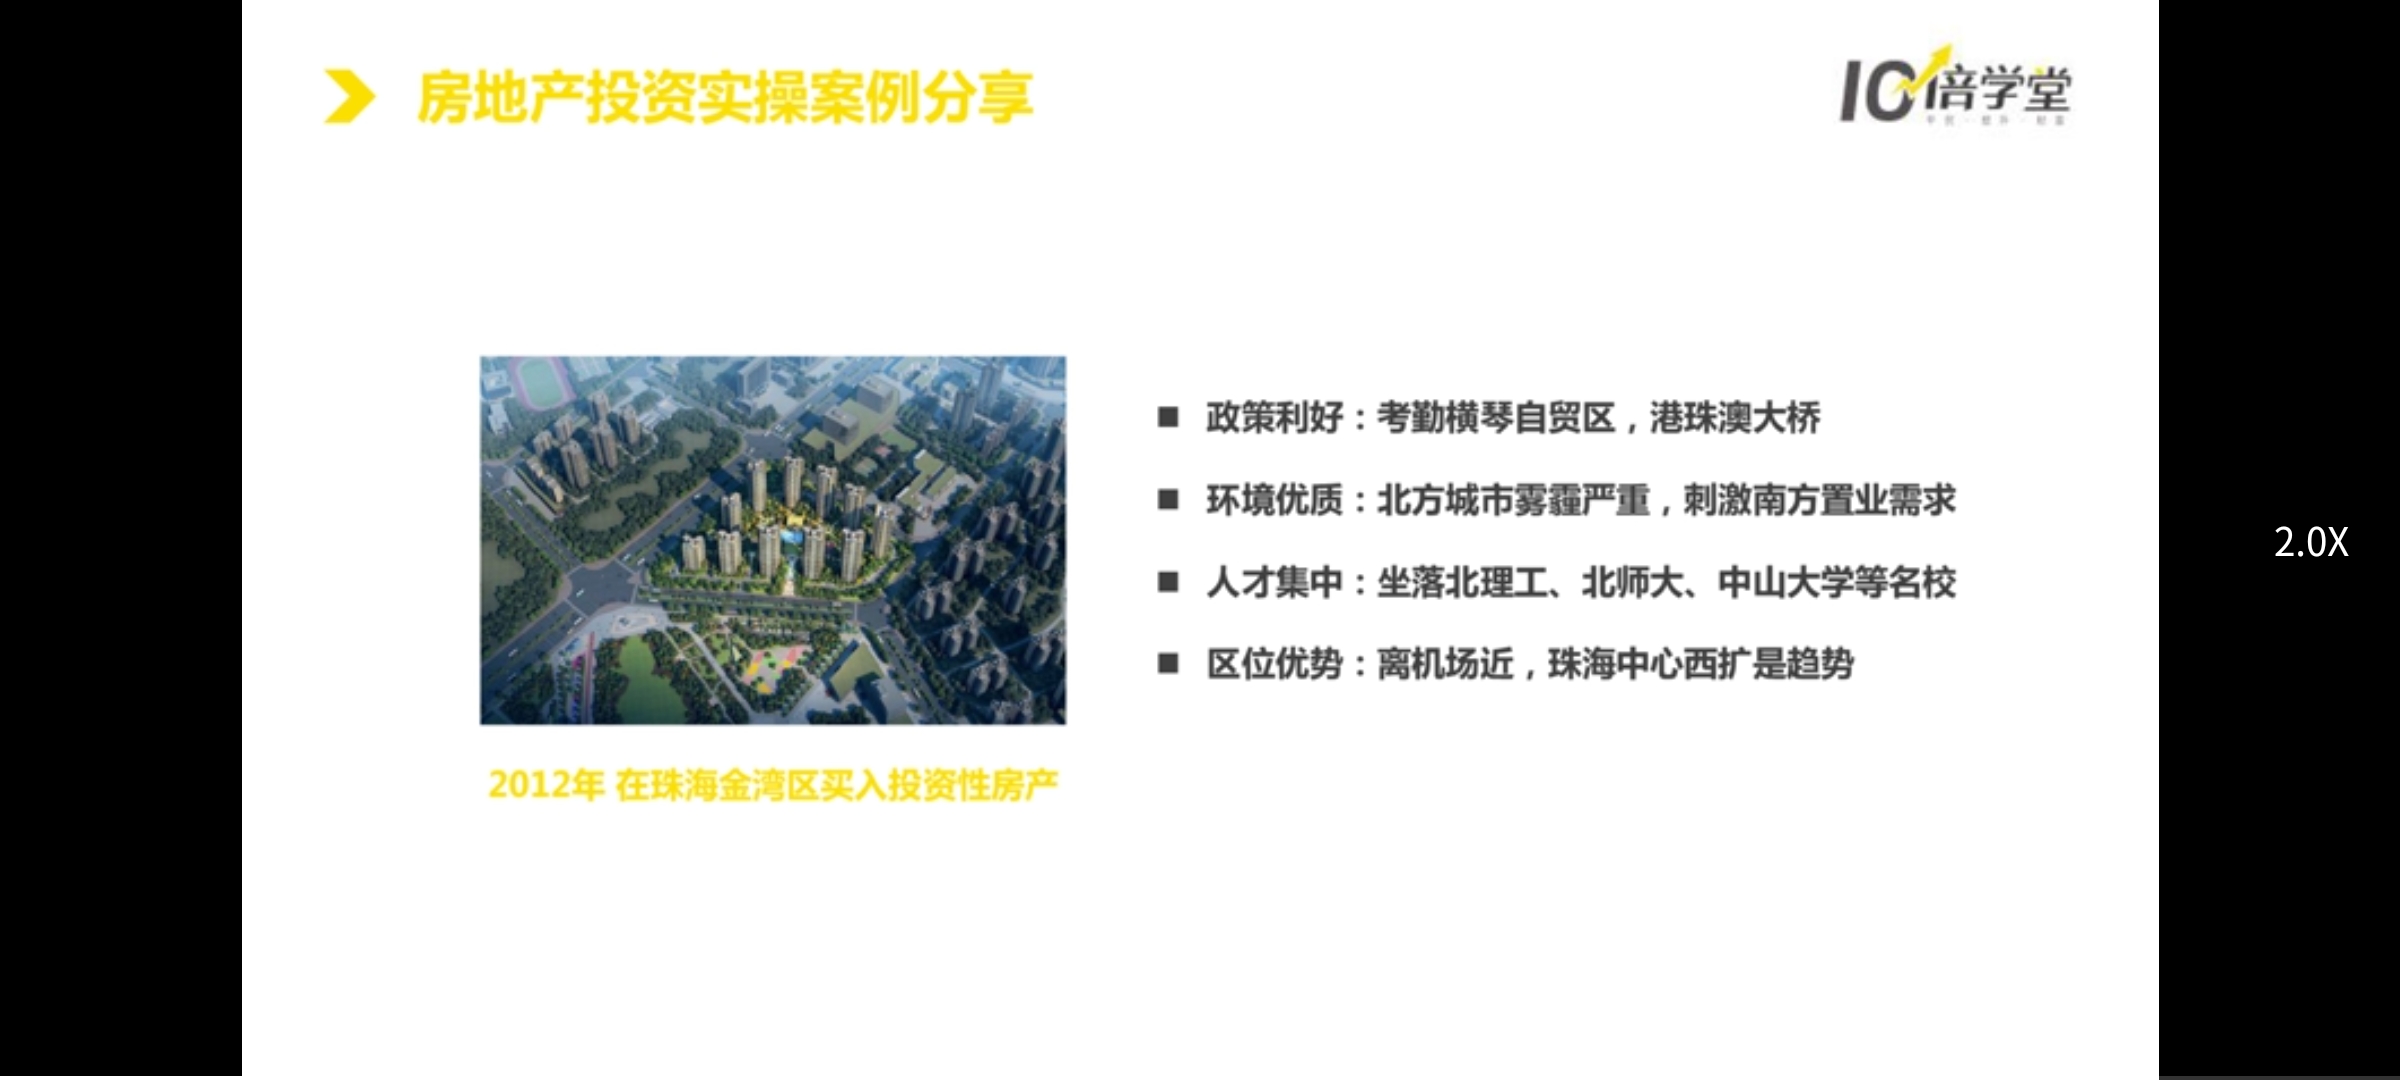 房地产投资实操案例分享
10倍学堂
政策利好：考勤横琴自贸区，港珠澳大桥
环境优质：北方城市雾霾严重，刺激南方置业需求
人才集中：坐落北理工、北师大、中山大学等名校
区位优势：离机场近，珠海中心西扩是趋势
2012年 在珠海金湾区买入投资性房产
2.0X